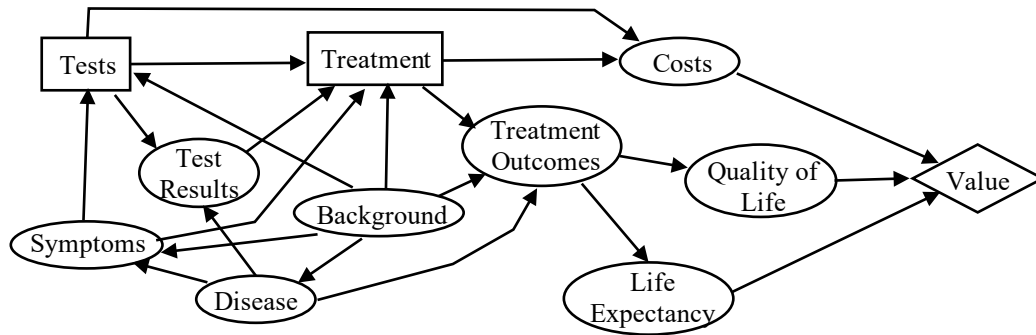 Tests
Treatment
Costs
Treatment
Outcomes
Test
Results
Quality of
Life
Value
Background
Symptoms
Disease
Life
Expectancy